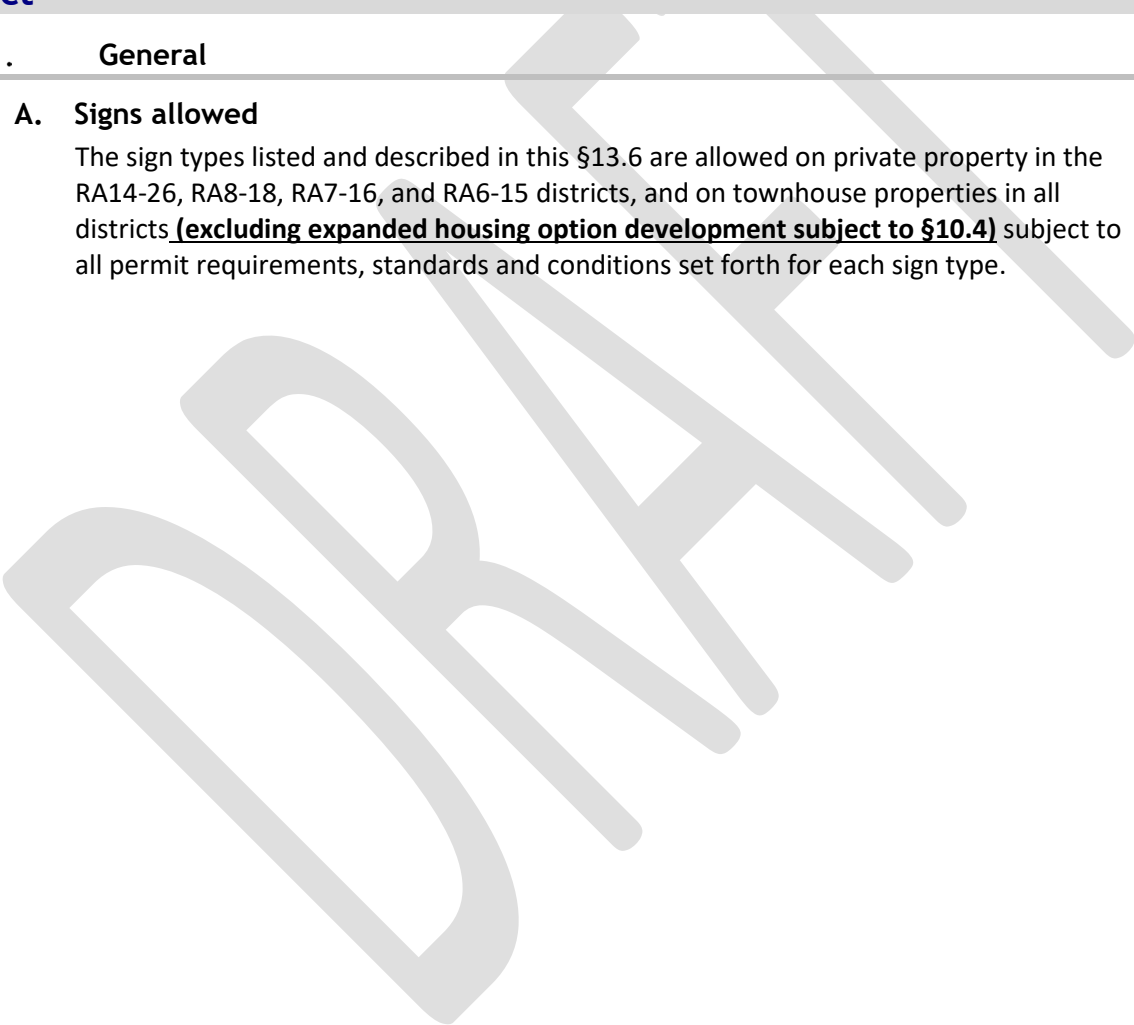 . General
A. Signs allowed
The sign types listed and described in this §13.6 are allowed on private property in the
RA14-26, RA8-18, RA7-16, and RA6-15 districts, and on townhouse properties in all
districts (excluding expanded housing option development subject to §10.4) subject to
all permit requirements, standards and conditions set forth for each sign type.
DRAFT